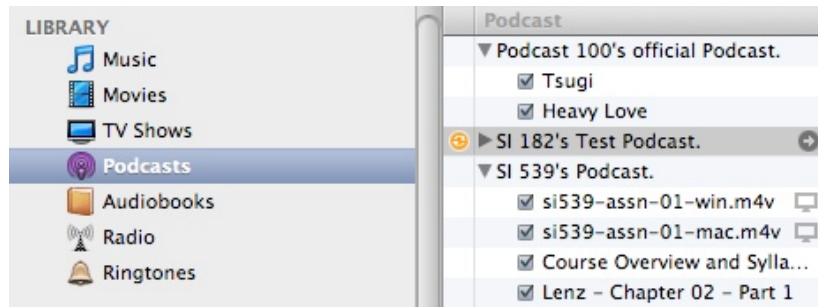 LIBRARY
Music
Movies
TV Shows
Podcasts
Audiobooks
Radio
Ringtones
Podcast
Podcast 100's official Podcast.
Tsugi
Heavy Love
SI 182's Test Podcast.
SI 539's Podcast.
si539-assn-01-win.m4v
si539-assn-01-mac.m4v
Course Overview and Sylla...
Lenz - Chapter 02 - Part 1